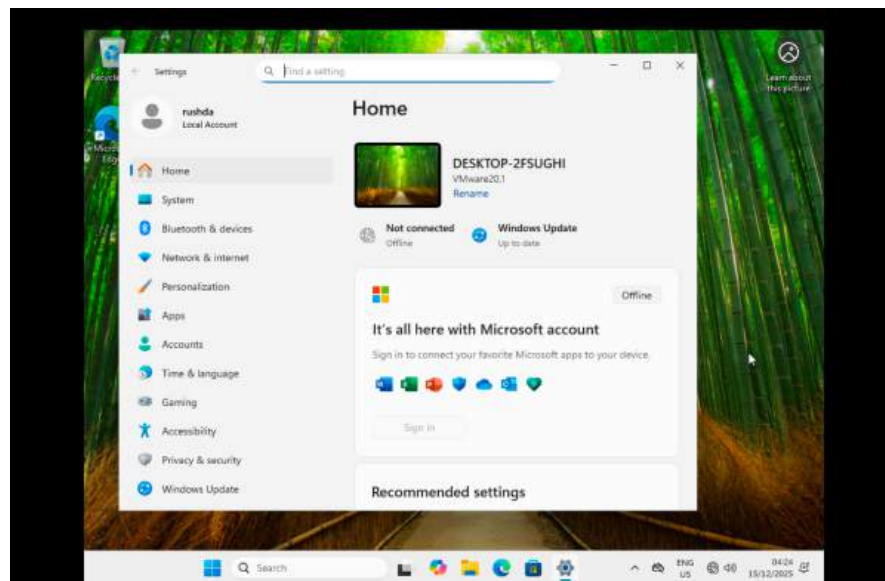 Recycle
Settings
Find a setting
Learn about
this picture
rushda
Local Account
Home
Micros
Edge
DESKTOP-2FSUGHI
VMware20,1
Rename
Home
System
Bluetooth & devices
Not connected
Offline
Windows Update
Up to date
Network & internet
Personalization
Offline
Apps
It's all here with Microsoft account
Accounts
Sign in to connect your favorite Microsoft apps to your device.
Time & language
Gaming
Accessibility
Sign in
Privacy & security
Windows Update
Recommended settings
Search
ENG
US
04:24
15/12/2025